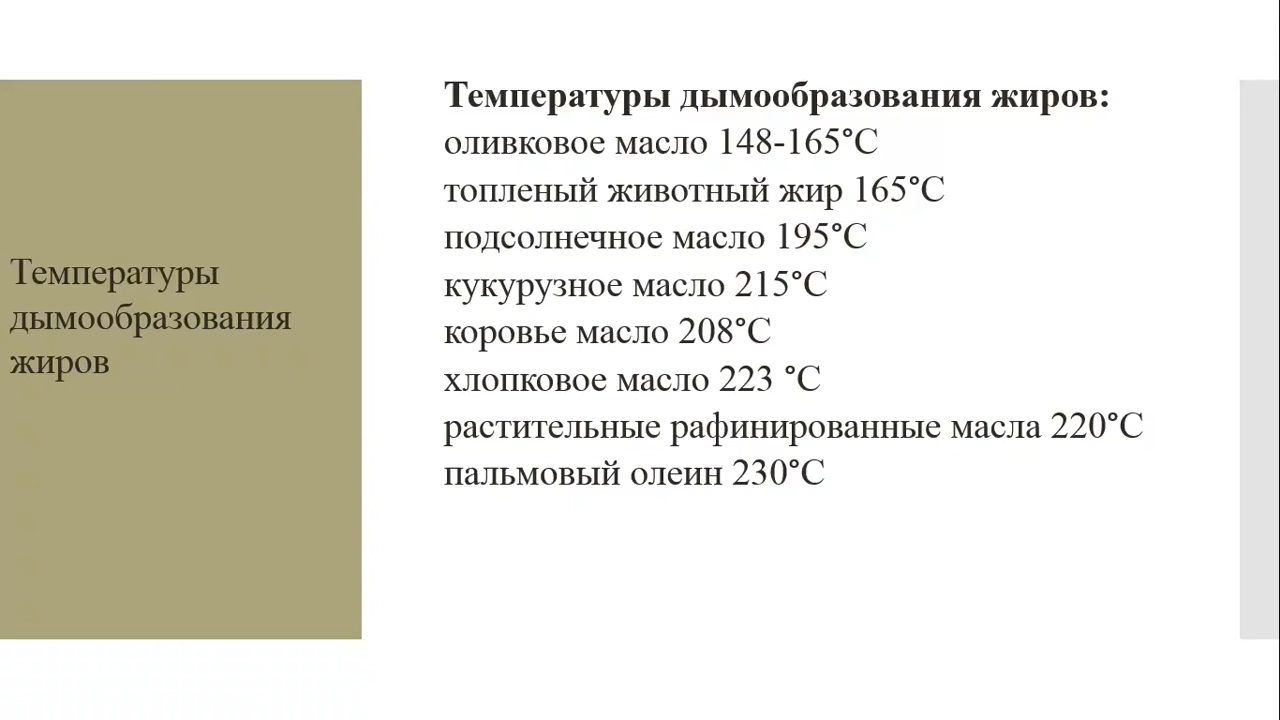 Температуры
дымообразования
жиров
Температуры дымообразования жиров:
оливковое масло 148-165°С
топленый животный жир 165°С
подсолнечное масло 195°С
кукурузное масло 215°С
коровье масло 208°С
хлопковое масло 223 °С
растительные рафинированные масла 220°С
пальмовый олеин 230°С